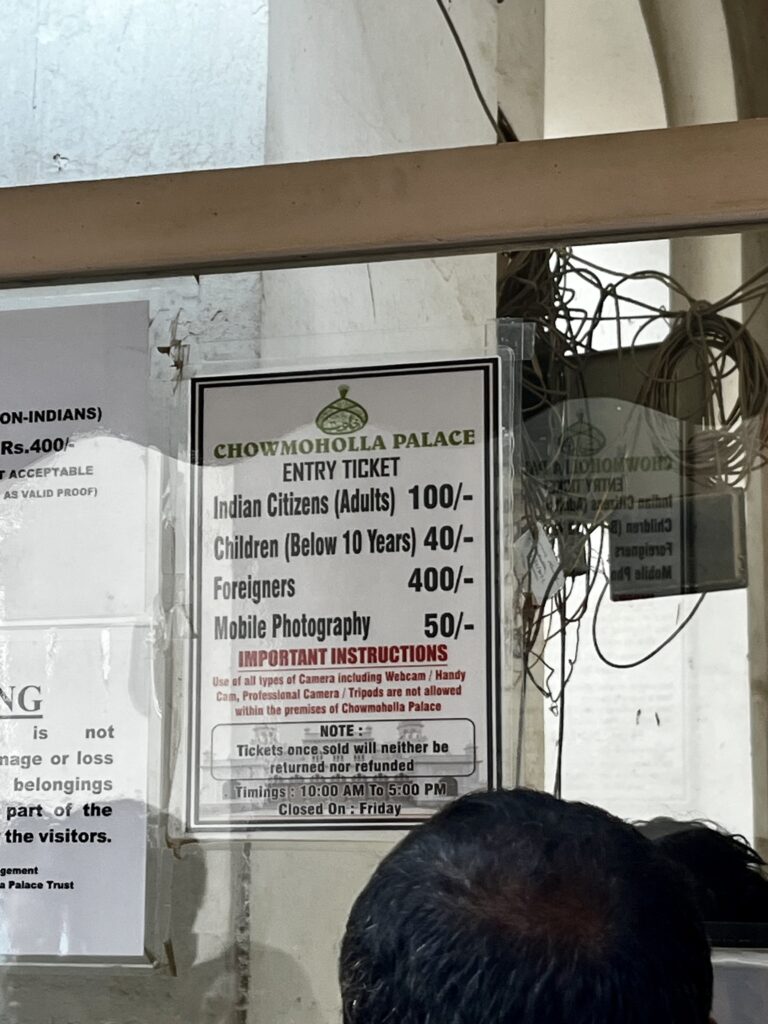 ON-INDIANS)
Rs.400/-
T ACCEPTABLE
AS VALID PROOF)
NG
is not
mage or loss
belongings
part of the
the visitors.
gement
a Palace Trust
CHOWMOHOLLA PALACE
ENTRY TICKET
Indian Citizens (Adults) 100/-
Children (Below 10 Years) 40/-
Foreigners 400/-
Mobile Photography 50/-
IMPORTANT INSTRUCTIONS
Use of all types of Camera including Webcam / Handy
Cam, Professional Camera / Tripods are not allowed
within the premises of Chowmoholla Palace
NOTE :
Tickets once sold will neither be
returned nor refunded
Timings : 10:00 AM To 5:00 PM
Closed On : Friday